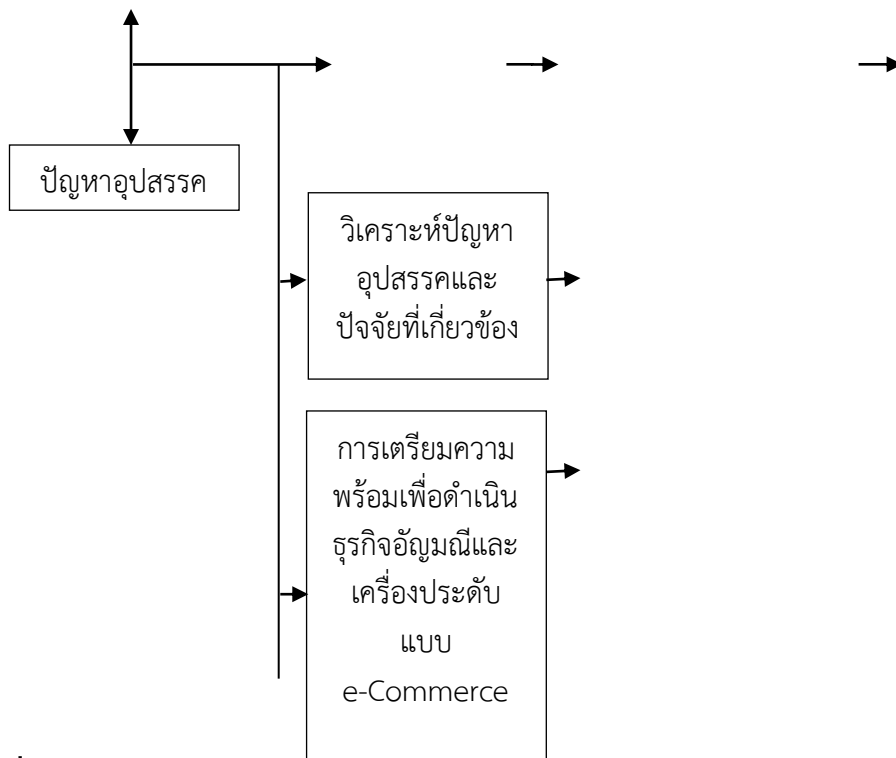 ปัญหาอุปสรรค
วิเคราะห์ปัญหา
อุปสรรคและ
ปัจจัยที่เกี่ยวข้อง
การเตรียมความ
พร้อมเพื่อดำเนิน
ธุรกิจอัญมณีและ
เครื่องประดับ
แบบ
e-Commerce